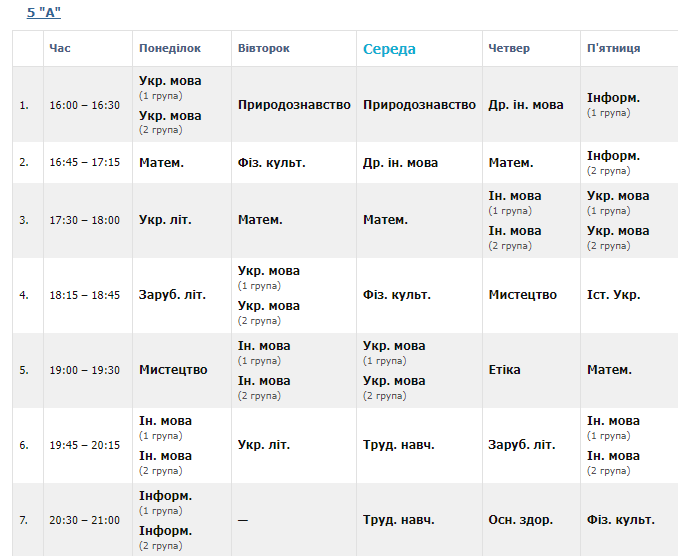 5 "А"
Час Понеділок Вівторок Середа Четвер П'ятниця
1. 16:00 – 16:30 Укр. мова (1 група) Укр. мова (2 група) Природознавство Природознавство Др. ін. мова Інформ. (1 група)
2. 16:45 – 17:15 Матем. Фіз. культ. Др. ін. мова Матем. Інформ. (2 група)
3. 17:30 – 18:00 Укр. літ. Матем. Матем. Ін. мова (1 група) Ін. мова (2 група) Укр. мова (1 група) Укр. мова (2 група)
4. 18:15 – 18:45 Заруб. літ. Укр. мова (1 група) Укр. мова (2 група) Фіз. культ. Мистецтво Іст. Укр.
5. 19:00 – 19:30 Мистецтво Ін. мова (1 група) Ін. мова (2 група) Укр. мова (1 група) Укр. мова (2 група) Етіка Матем.
6. 19:45 – 20:15 Ін. мова (1 група) Ін. мова (2 група) Укр. літ. Труд. навч. Заруб. літ. Ін. мова (1 група) Ін. мова (2 група)
7. 20:30 – 21:00 Інформ. (1 група) Інформ. (2 група) — Труд. навч. Осн. здор. Фіз. культ.